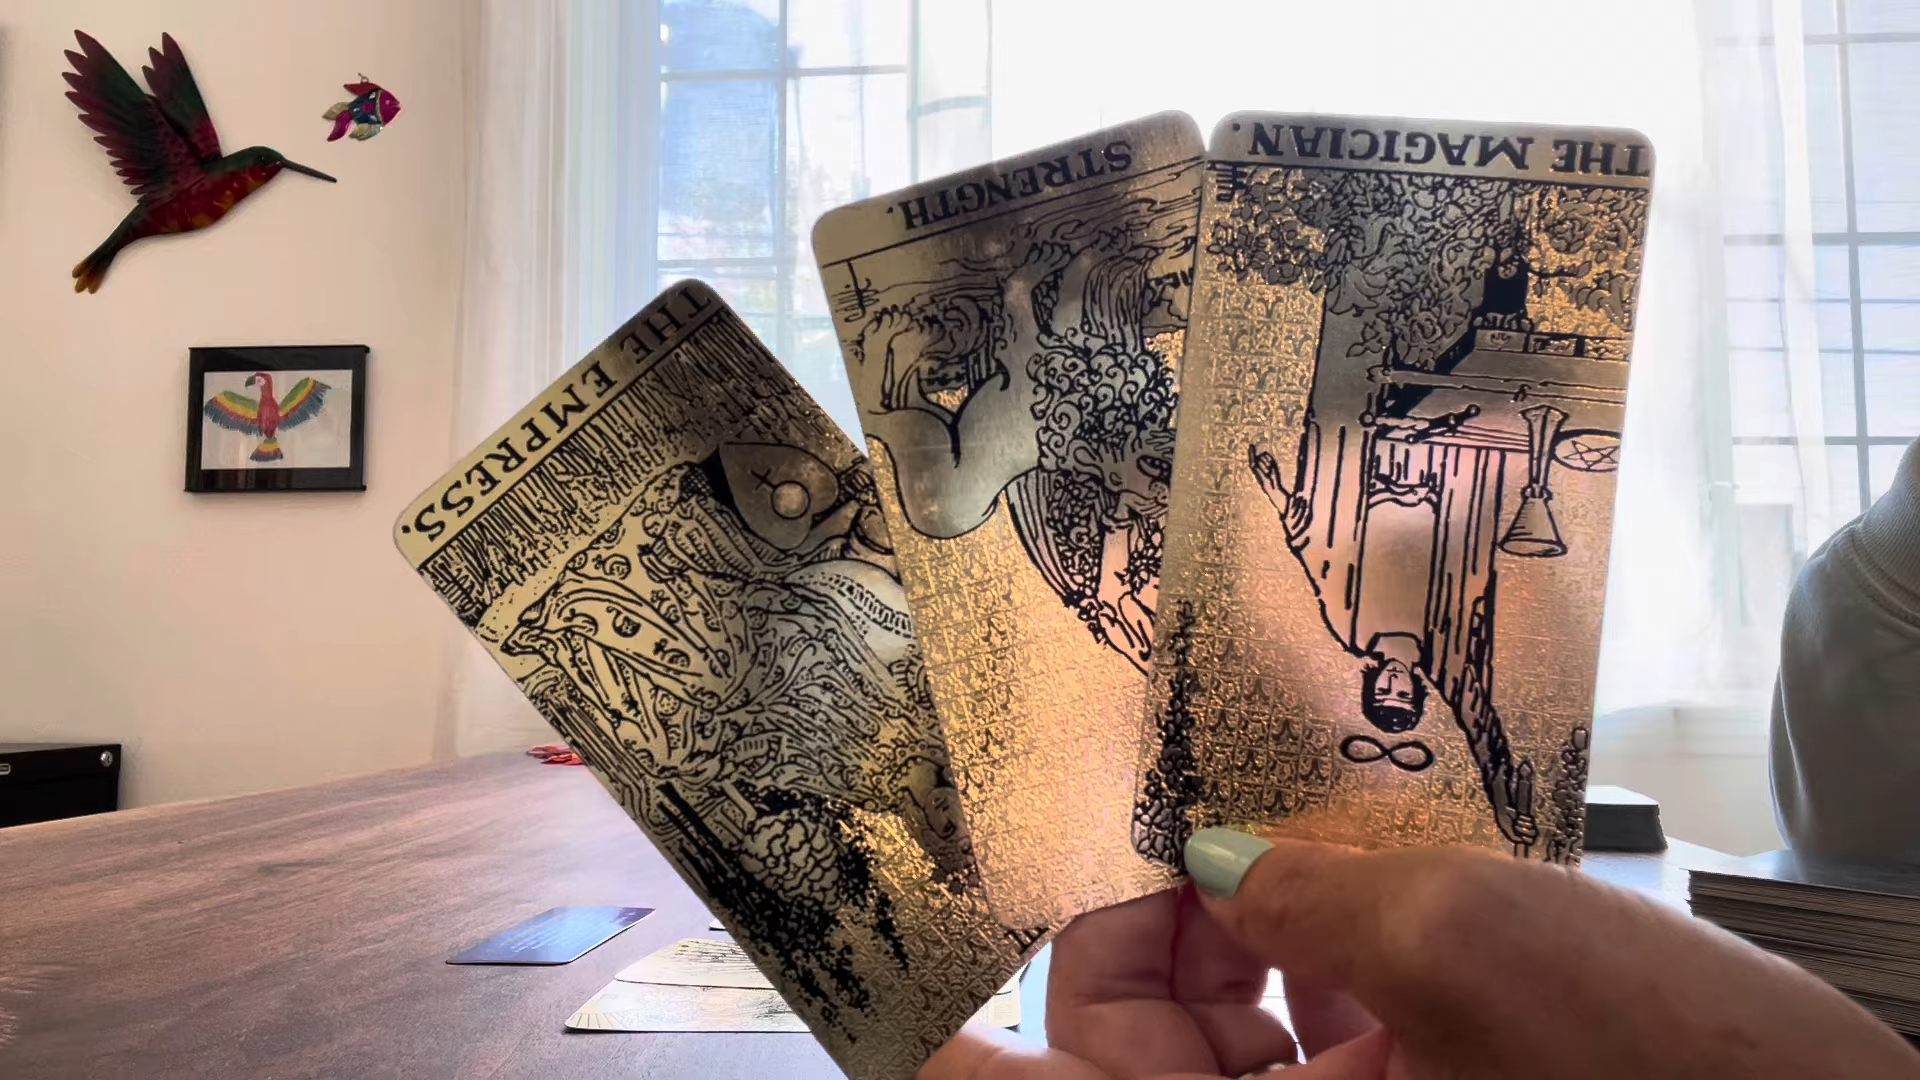 THE EMPRESS.
STRENGTH.
THE MAGICIAN.